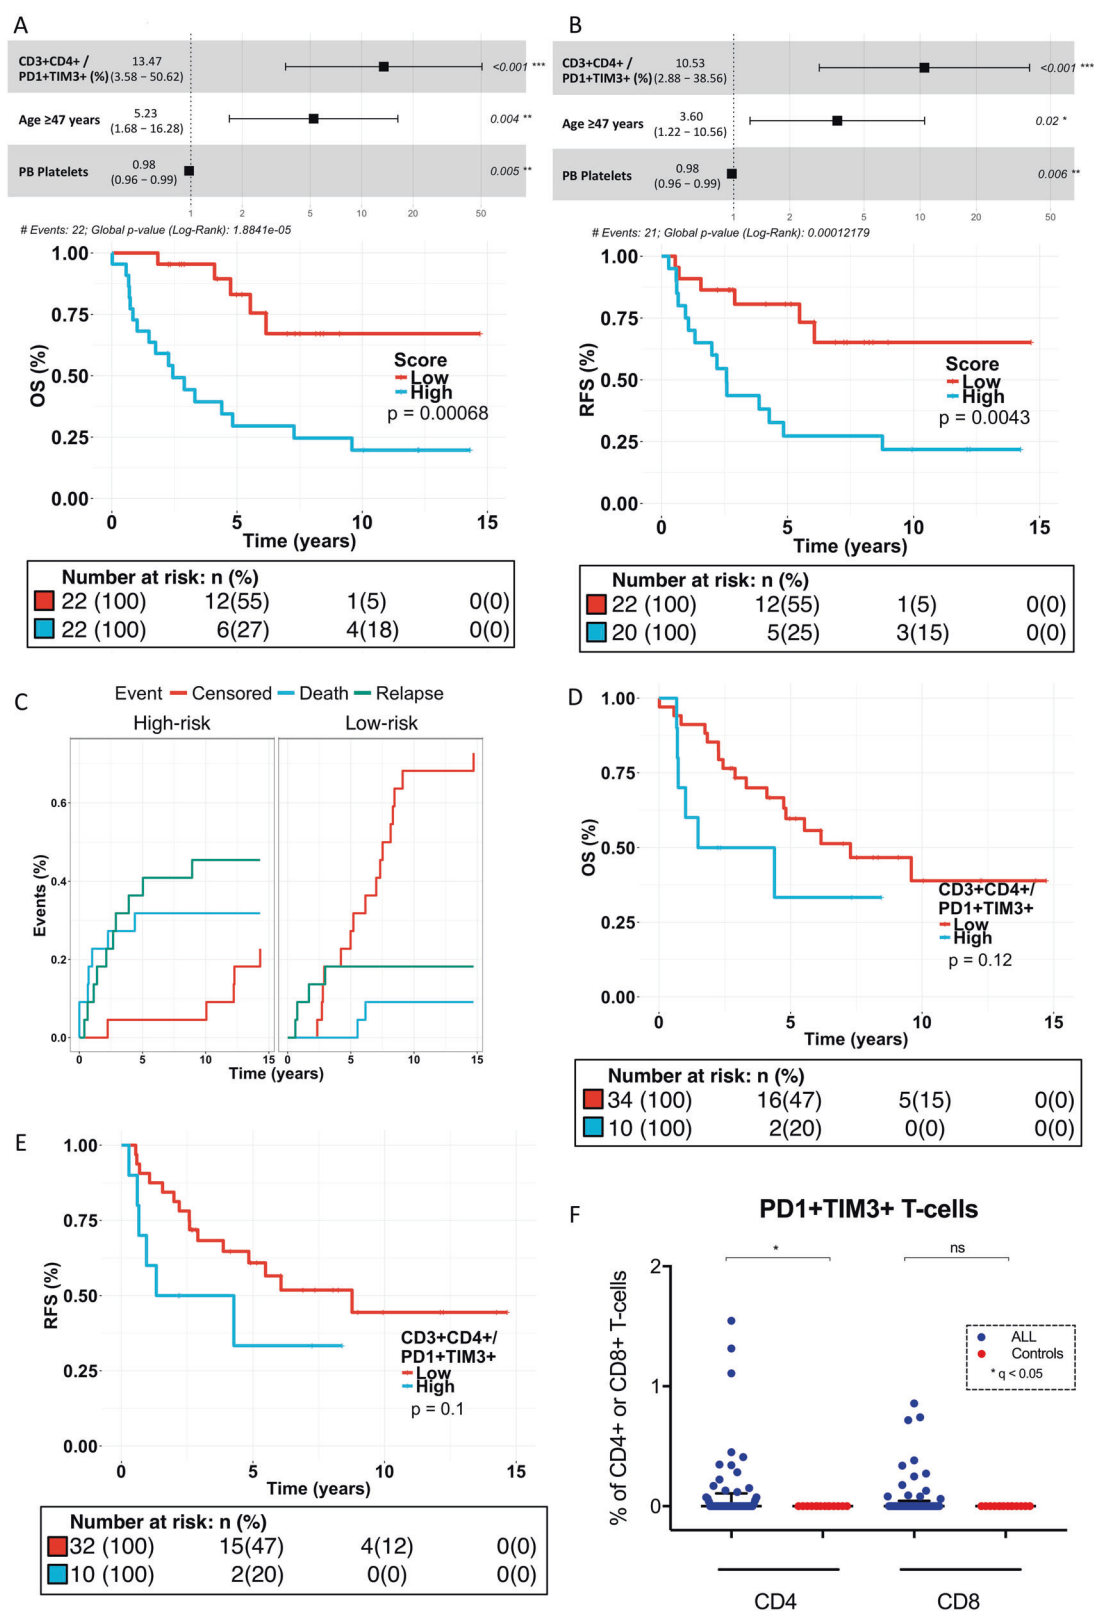 A
CD3+CD4+ /
PD1+TIM3+ (%)
13.47
(3.58 – 50.62)
<0.001 ***
Age ≥47 years
5.23
(1.68 – 16.28)
0.004 **
PB Platelets
0.98
(0.96 – 0.99)
0.005 **
1 2 5 10 20 50
# Events: 22; Global p-value (Log-Rank): 1.8841e-05
1.00
0.75
0.50
0.25
0.00
OS (%)
Score
Low
High
p = 0.00068
0 5 10 15
Time (years)
Number at risk: n (%)
22 (100) 12(55) 1(5) 0(0)
22 (100) 6(27) 4(18) 0(0)
B
CD3+CD4+ /
PD1+TIM3+ (%)
10.53
(2.88 – 38.56)
<0.001 ***
Age ≥47 years
3.60
(1.22 – 10.56)
0.02 *
PB Platelets
0.98
(0.96 – 0.99)
0.006 **
1 2 5 10 20 50
# Events: 21; Global p-value (Log-Rank): 0.00012179
1.00
0.75
0.50
0.25
0.00
RFS (%)
Score
Low
High
p = 0.0043
0 5 10 15
Time (years)
Number at risk: n (%)
22 (100) 12(55) 1(5) 0(0)
20 (100) 5(25) 3(15) 0(0)
C
Event Censored Death Relapse
High-risk Low-risk
0.6
0.4
0.2
0.0
Events (%)
0 5 10 15 0 5 10 15
Time (years)
D
1.00
0.75
0.50
0.25
0.00
OS (%)
CD3+CD4+/
PD1+TIM3+
Low
High
p = 0.12
0 5 10 15
Time (years)
Number at risk: n (%)
34 (100) 16(47) 5(15) 0(0)
10 (100) 2(20) 0(0) 0(0)
E
1.00
0.75
0.50
0.25
0.00
RFS (%)
CD3+CD4+/
PD1+TIM3+
Low
High
p = 0.1
0 5 10 15
Time (years)
Number at risk: n (%)
32 (100) 15(47) 4(12) 0(0)
10 (100) 2(20) 0(0) 0(0)
F
PD1+TIM3+ T-cells
* ns
2
1
0
% of CD4+ or CD8+ T-cells
ALL
Controls
* q < 0.05
CD4 CD8